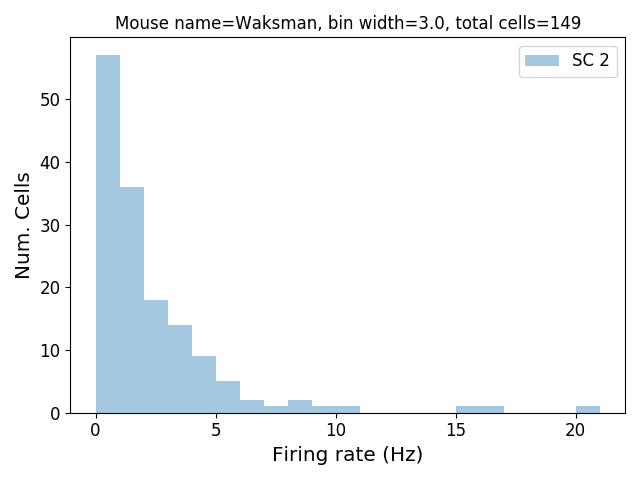 Mouse name=Waksman, bin width=3.0, total cells=149
SC 2
50
40
30
20
10
0
Num. Cells
0 5 10 15 20
Firing rate (Hz)